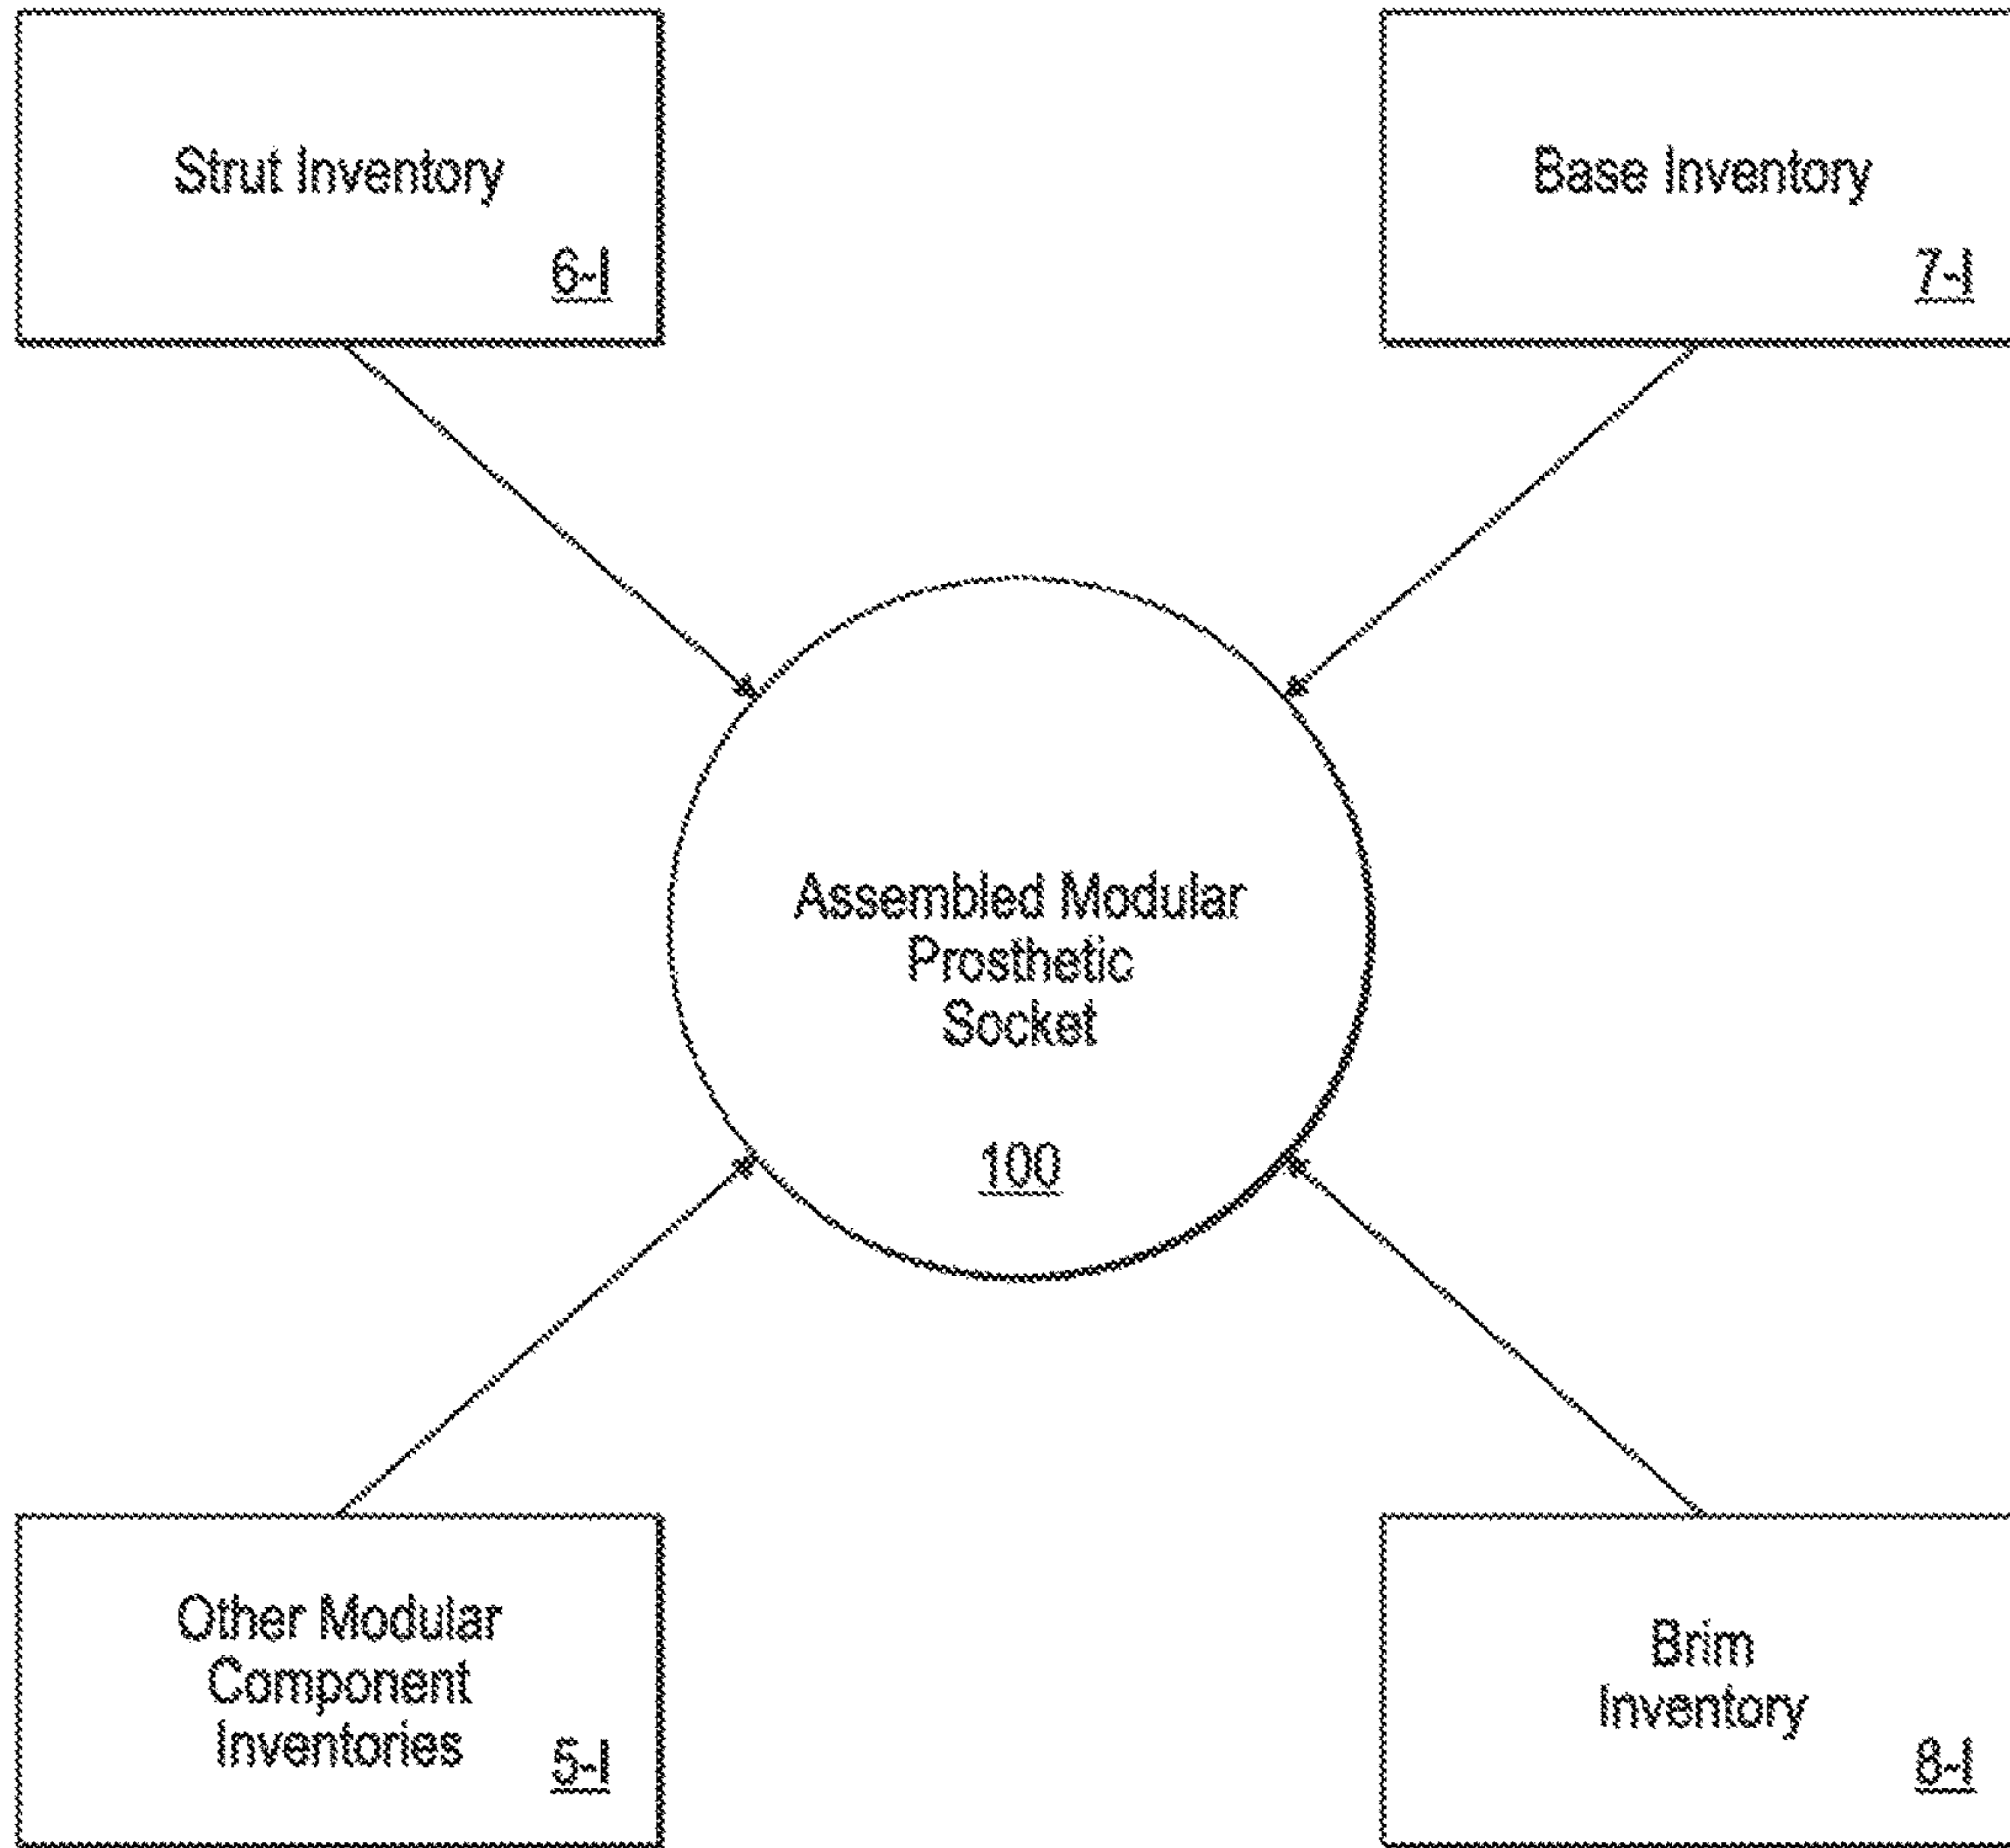 Strut Inventory
6-I
Base Inventory
7-I
Assembled Modular
Prosthetic
Socket
100
Other Modular
Component
Inventories
5-I
Brim
Inventory
8-I